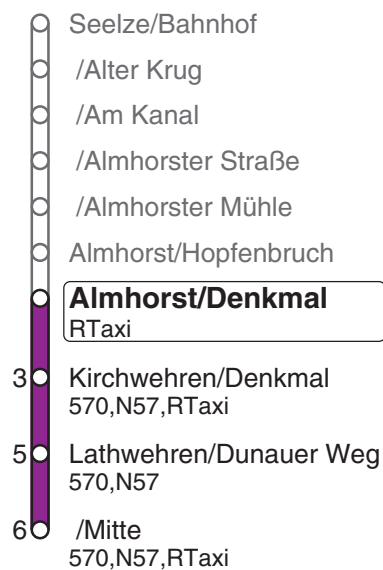 Seelze/Bahnhof
/Alter Krug
/Am Kanal
/Almhorster Straße
/Almhorster Mühle
Almhorst/Hopfenbruch
Almhorst/Denkmal
RTaxi
3 Kirchwehren/Denkmal
570,N57,RTaxi
5 Lathwehren/Dunauer Weg
570,N57
6 /Mitte
570,N57,RTaxi